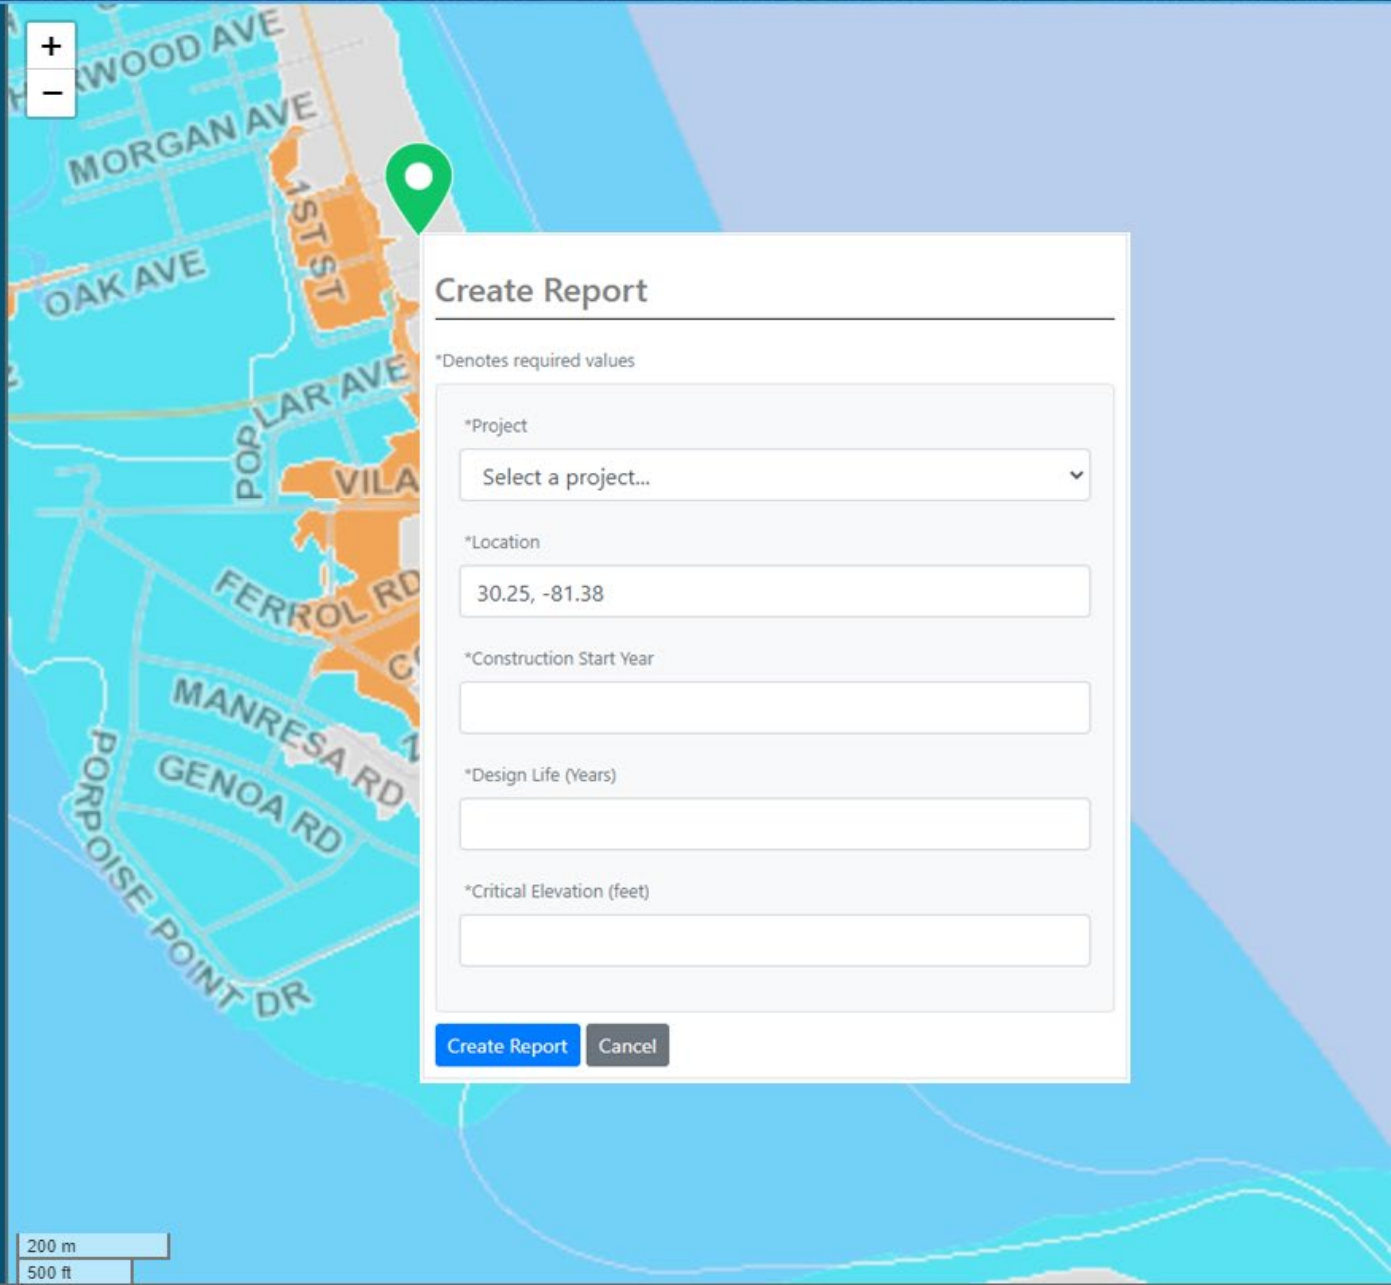 +
−
WOOD AVE
MORGAN AVE
1ST ST
OAK AVE
POPLAR AVE
VILA
FERROL RD
MANRESA RD
GENOA RD
PORPOISE POINT DR
Create Report
*Denotes required values
*Project
Select a project...
*Location
30.25, -81.38
*Construction Start Year
*Design Life (Years)
*Critical Elevation (feet)
Create Report Cancel
200 m
500 ft